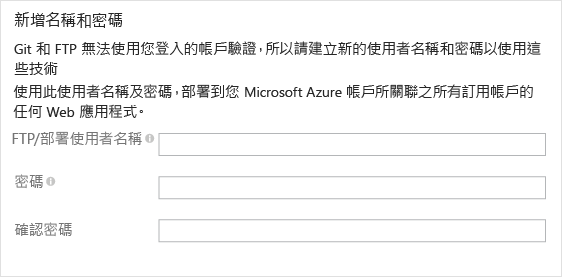 新增名稱和密碼
Git 和 FTP 無法使用您登入的帳戶驗證，所以請建立新的使用者名稱和密碼以使用這
些技術
使用此使用者名稱及密碼，部署到您 Microsoft Azure 帳戶所關聯之所有訂用帳戶的
任何 Web 應用程式。
FTP/部署使用者名稱
密碼
確認密碼